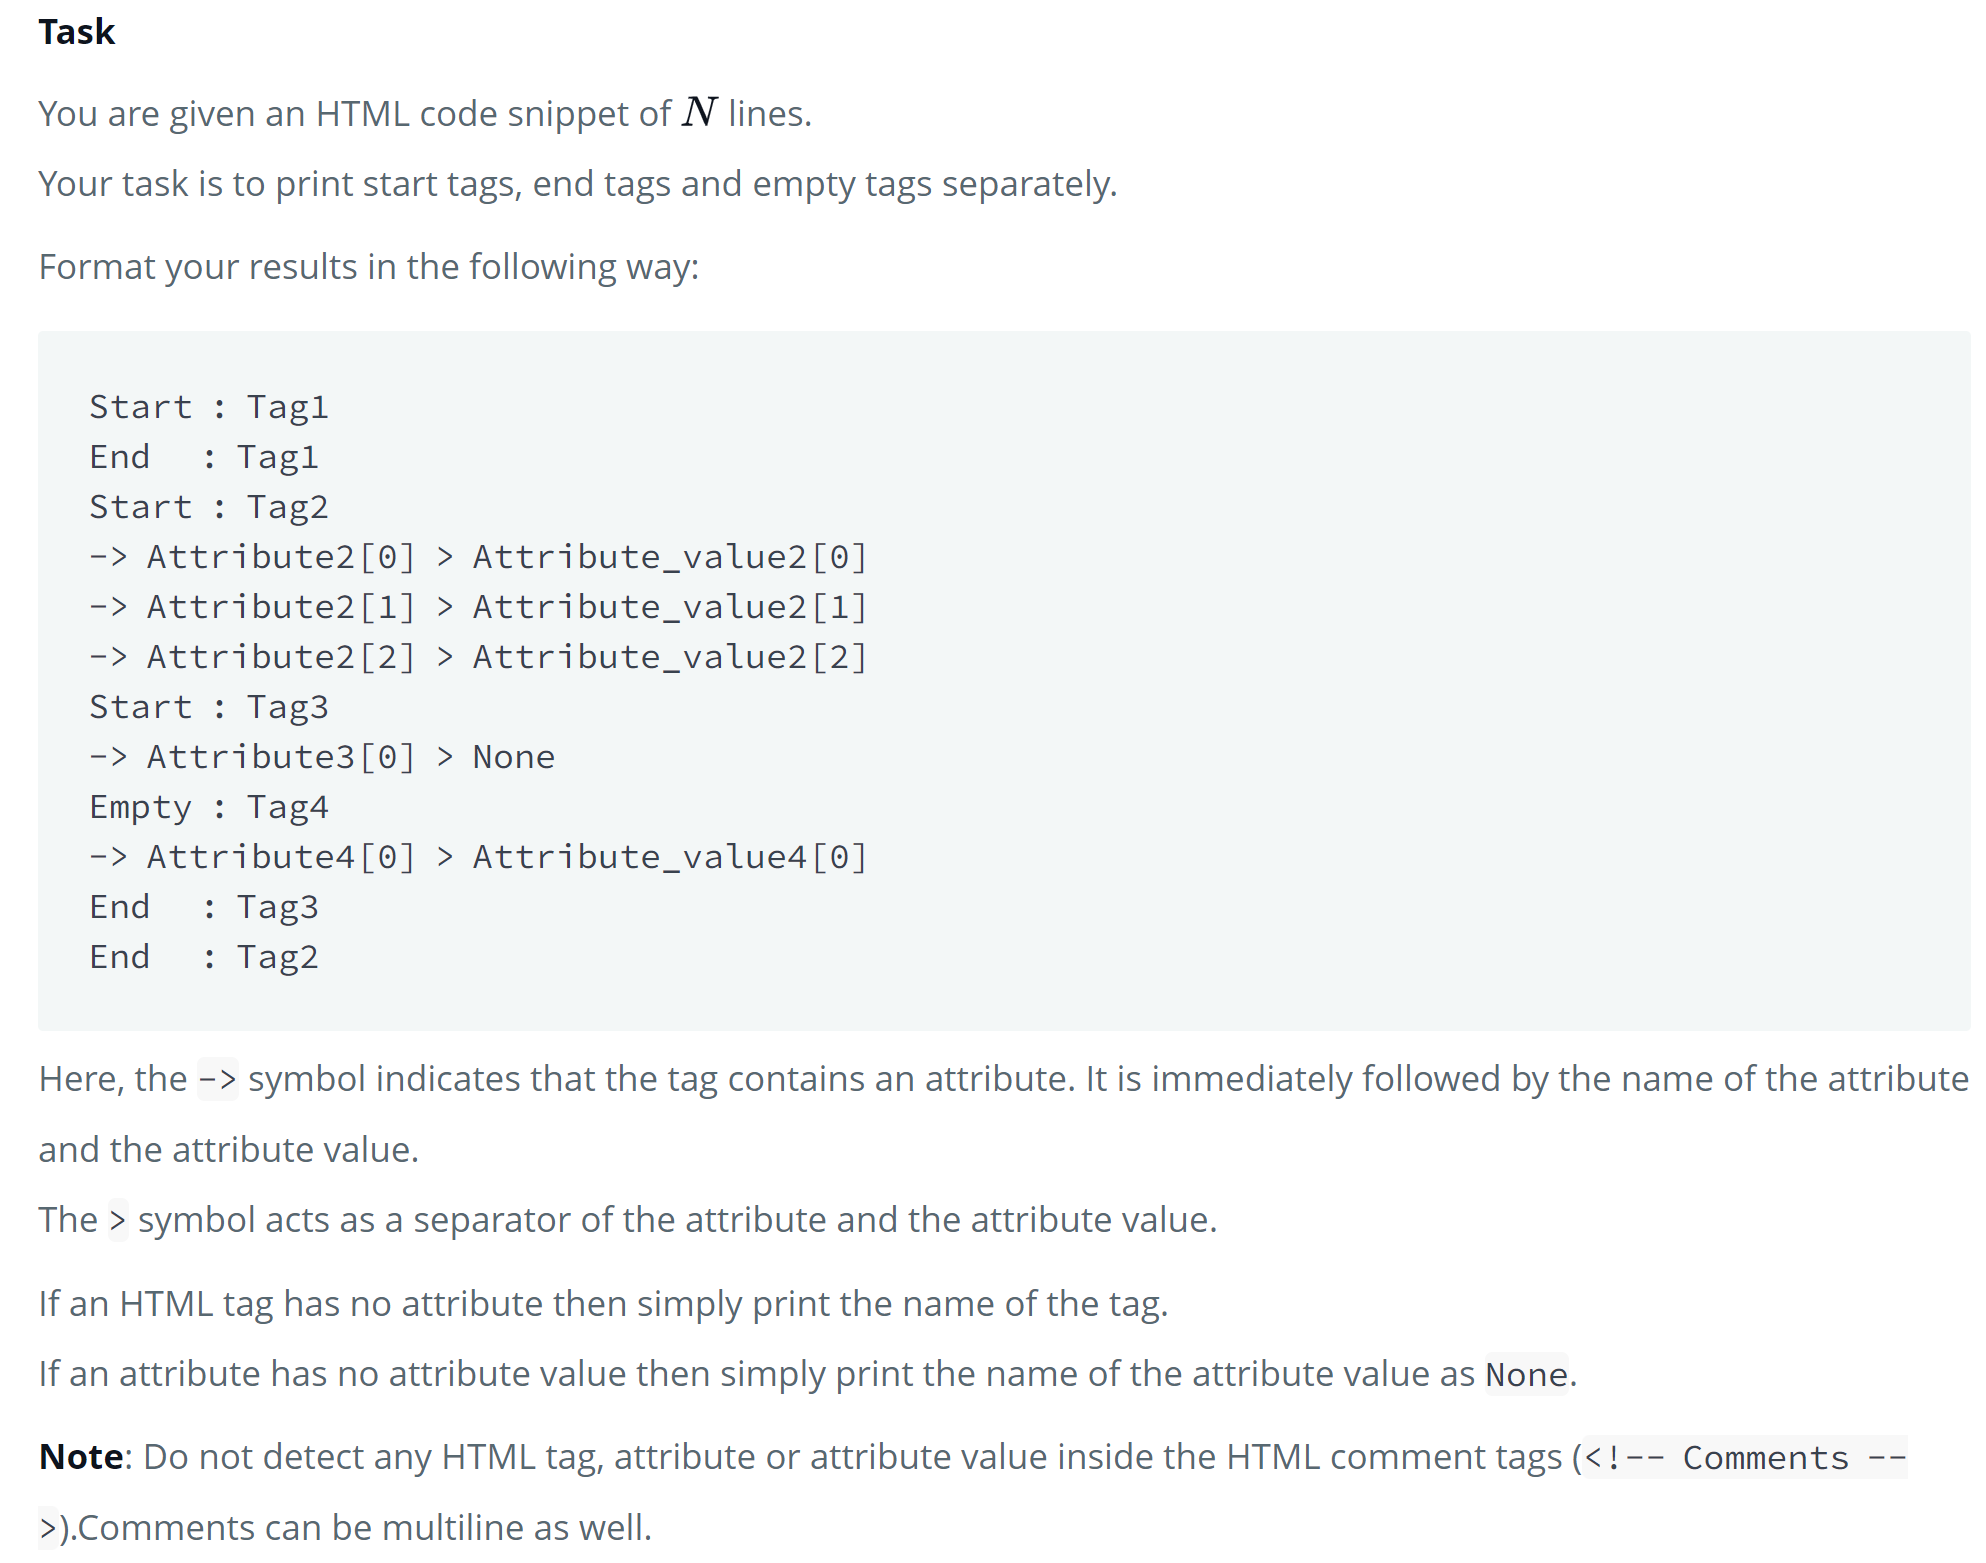 Task
You are given an HTML code snippet of N lines.
Your task is to print start tags, end tags and empty tags separately.
Format your results in the following way:
Start : Tag1
End   : Tag1
Start : Tag2
-> Attribute2[0] > Attribute_value2[0]
-> Attribute2[1] > Attribute_value2[1]
-> Attribute2[2] > Attribute_value2[2]
Start : Tag3
-> Attribute3[0] > None
Empty : Tag4
-> Attribute4[0] > Attribute_value4[0]
End   : Tag3
End   : Tag2
Here, the -> symbol indicates that the tag contains an attribute. It is immediately followed by the name of the attribute
and the attribute value.
The > symbol acts as a separator of the attribute and the attribute value.
If an HTML tag has no attribute then simply print the name of the tag.
If an attribute has no attribute value then simply print the name of the attribute value as None.
Note: Do not detect any HTML tag, attribute or attribute value inside the HTML comment tags (<!-- Comments --
>).Comments can be multiline as well.